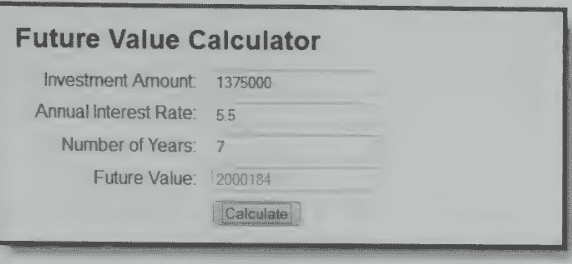 Future Value Calculator
Investment Amount: 1375000
Annual Interest Rate: 5.5
Number of Years: 7
Future Value: 2000184
Calculate